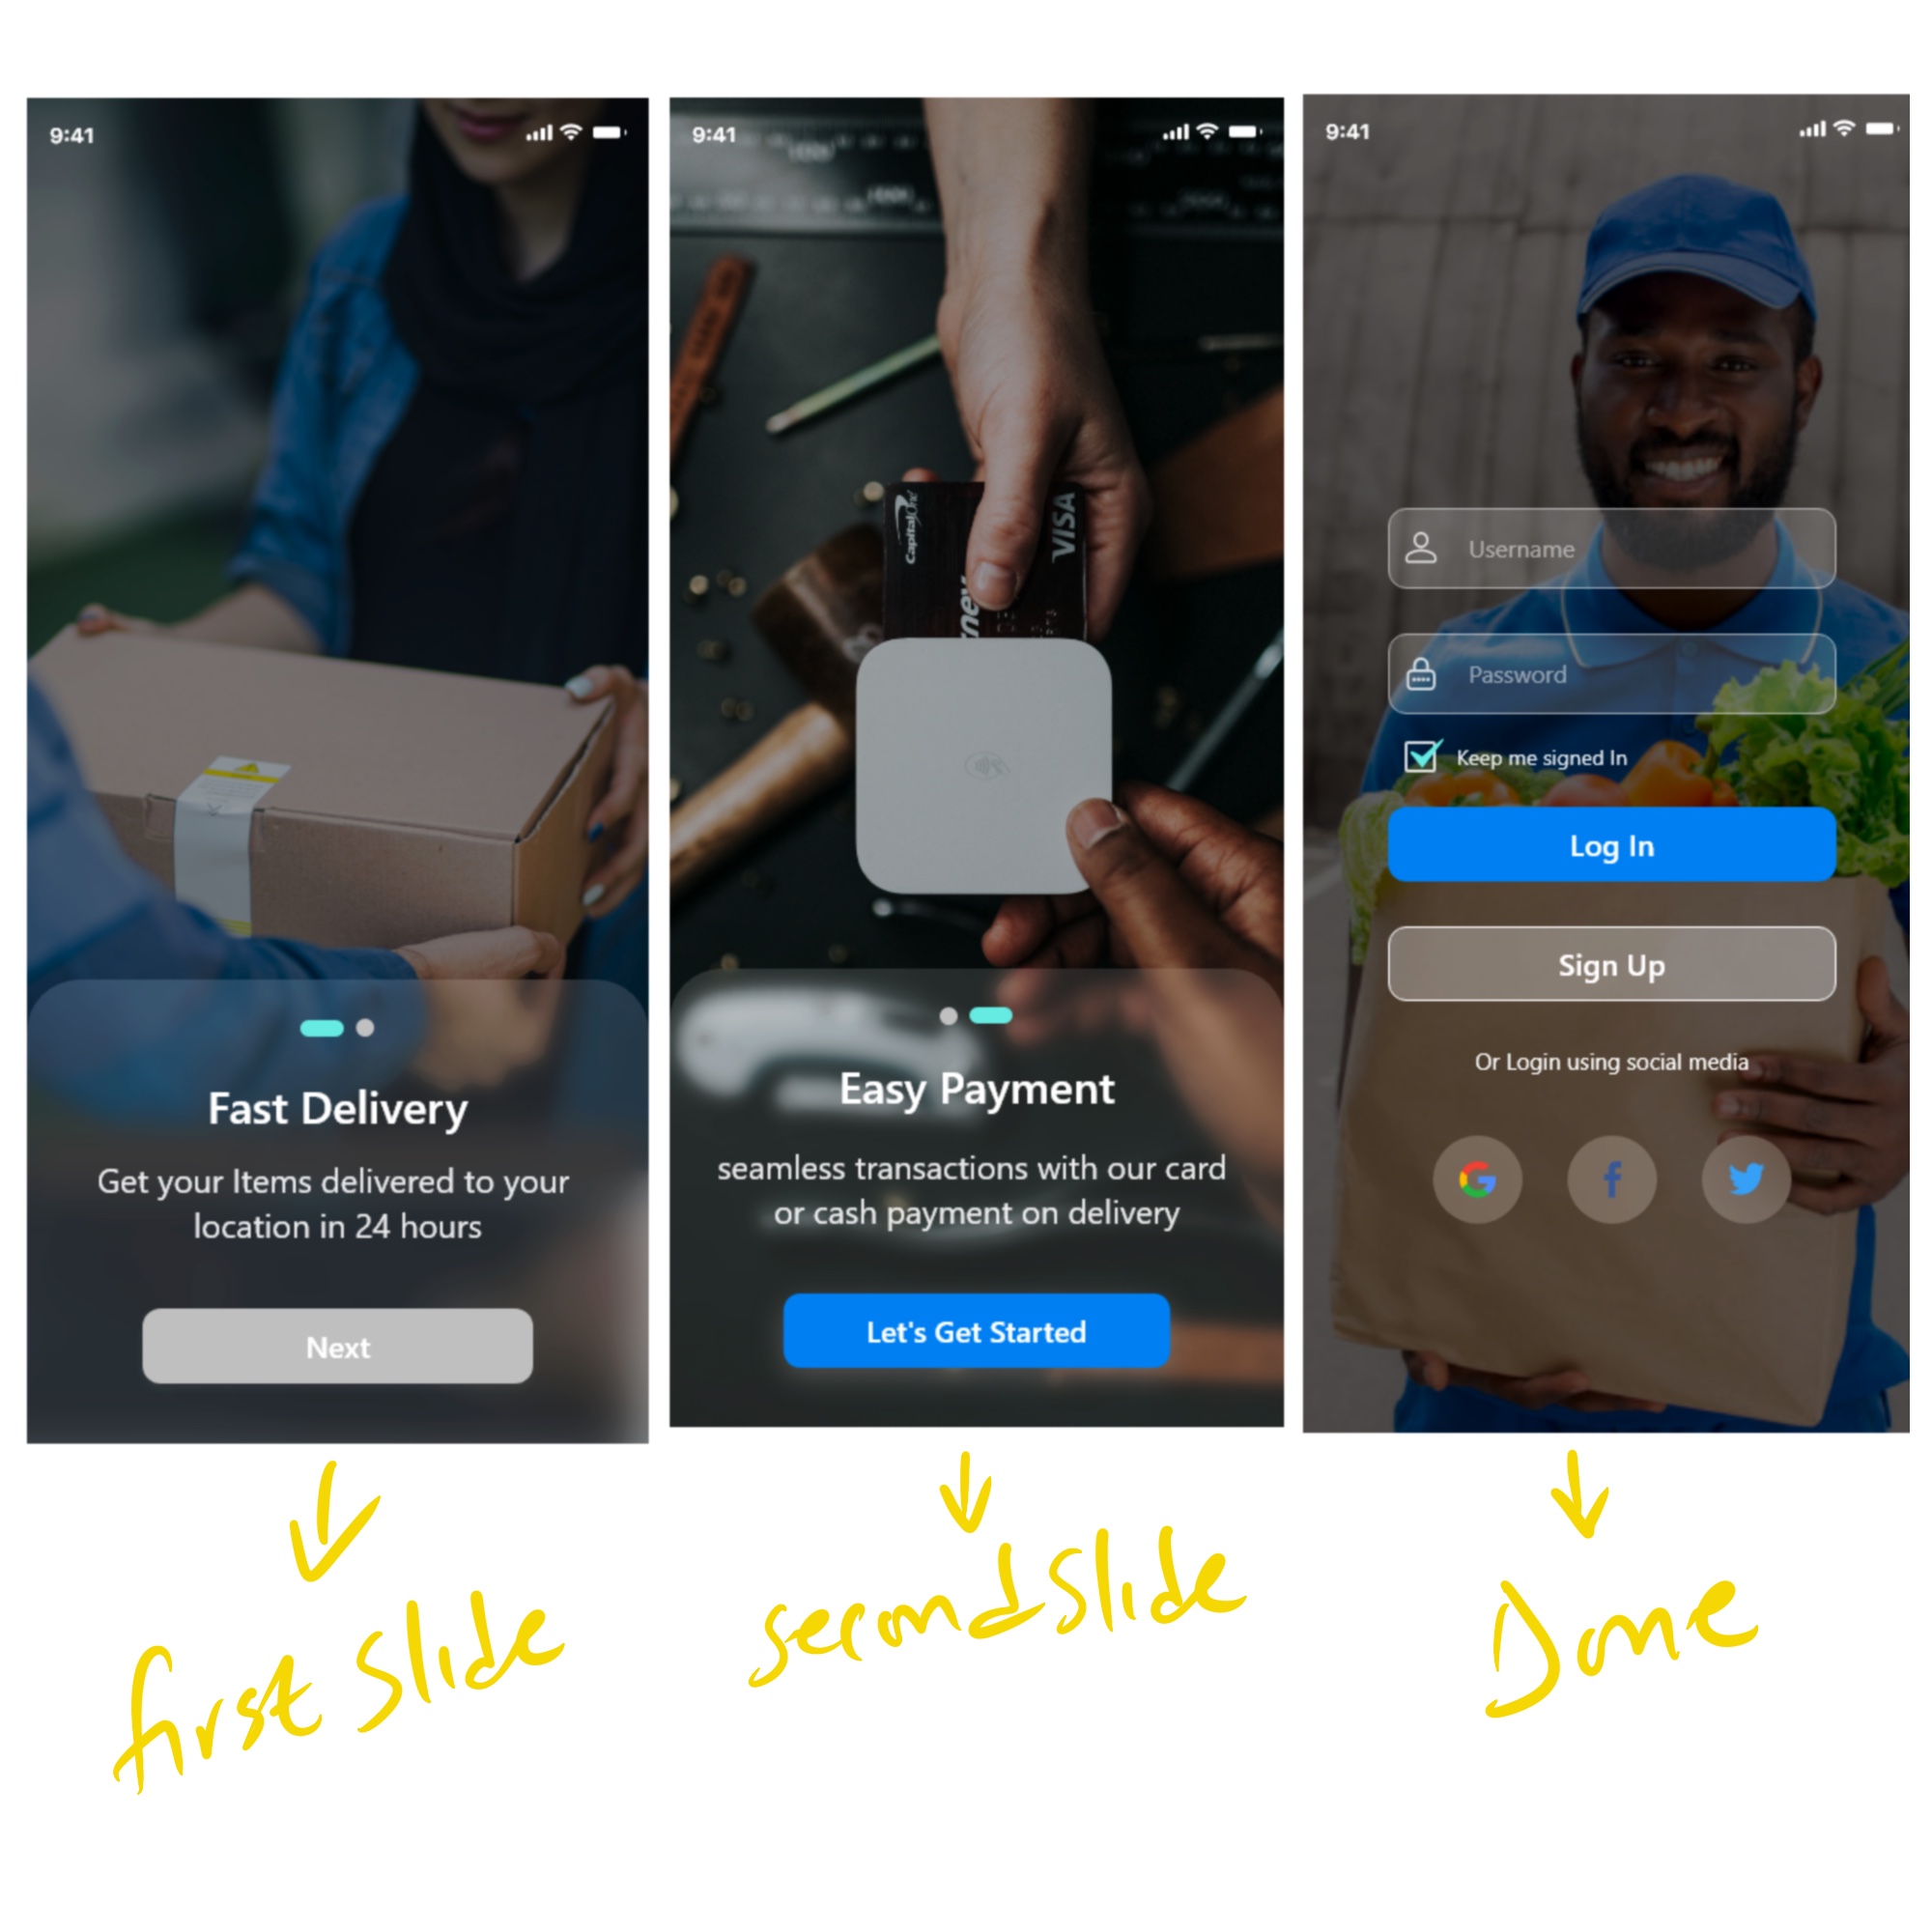 9:41
Fast Delivery
Get your Items delivered to your
location in 24 hours
Next
first slide
9:41
CapitalOne
VISA
Easy Payment
seamless transactions with our card
or cash payment on delivery
Let's Get Started
second slide
9:41
Username
Password
Keep me signed In
Log In
Sign Up
Or Login using social media
Done